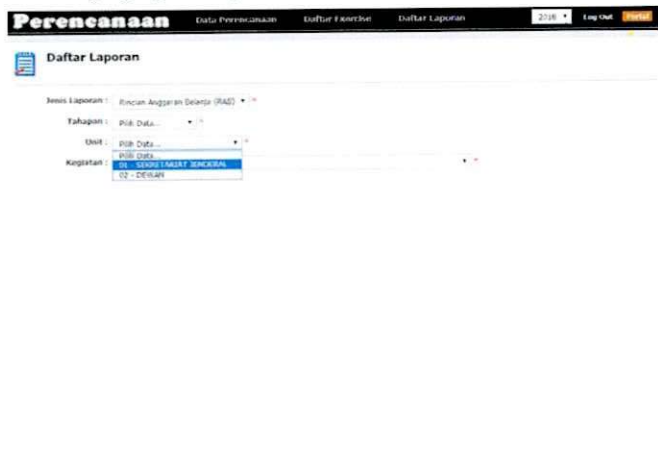 Perencanaan Data Perencanaan Daftar Exercise Daftar Laporan 2016 Log Out Portal
Daftar Laporan
Jenis Laporan : Rincian Anggaran Belanja (RAB) *
Tahapan : Pilih Data... *
Unit : Pilih Data... *
Pilih Data...
01 - SEKRETARIAT JENDERAL
Kegiatan : *
02 - DEWAN